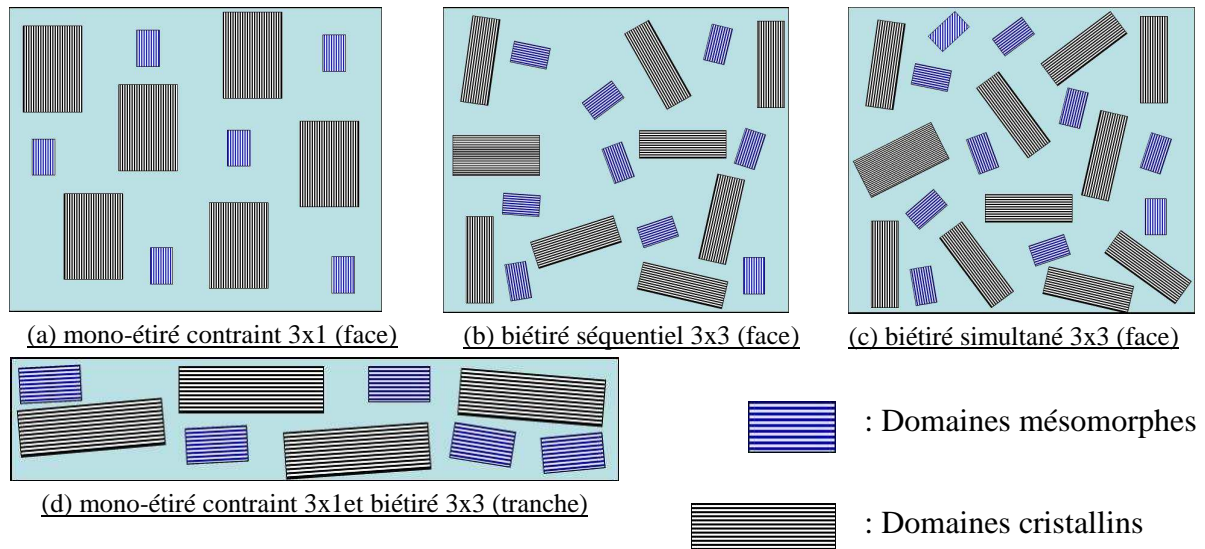 (a) mono-étiré contraint 3x1 (face)
(b) biétiré séquentiel 3x3 (face)
(c) biétiré simultané 3x3 (face)
(d) mono-étiré contraint 3x1et biétiré 3x3 (tranche)
: Domaines mésomorphes
: Domaines cristallins